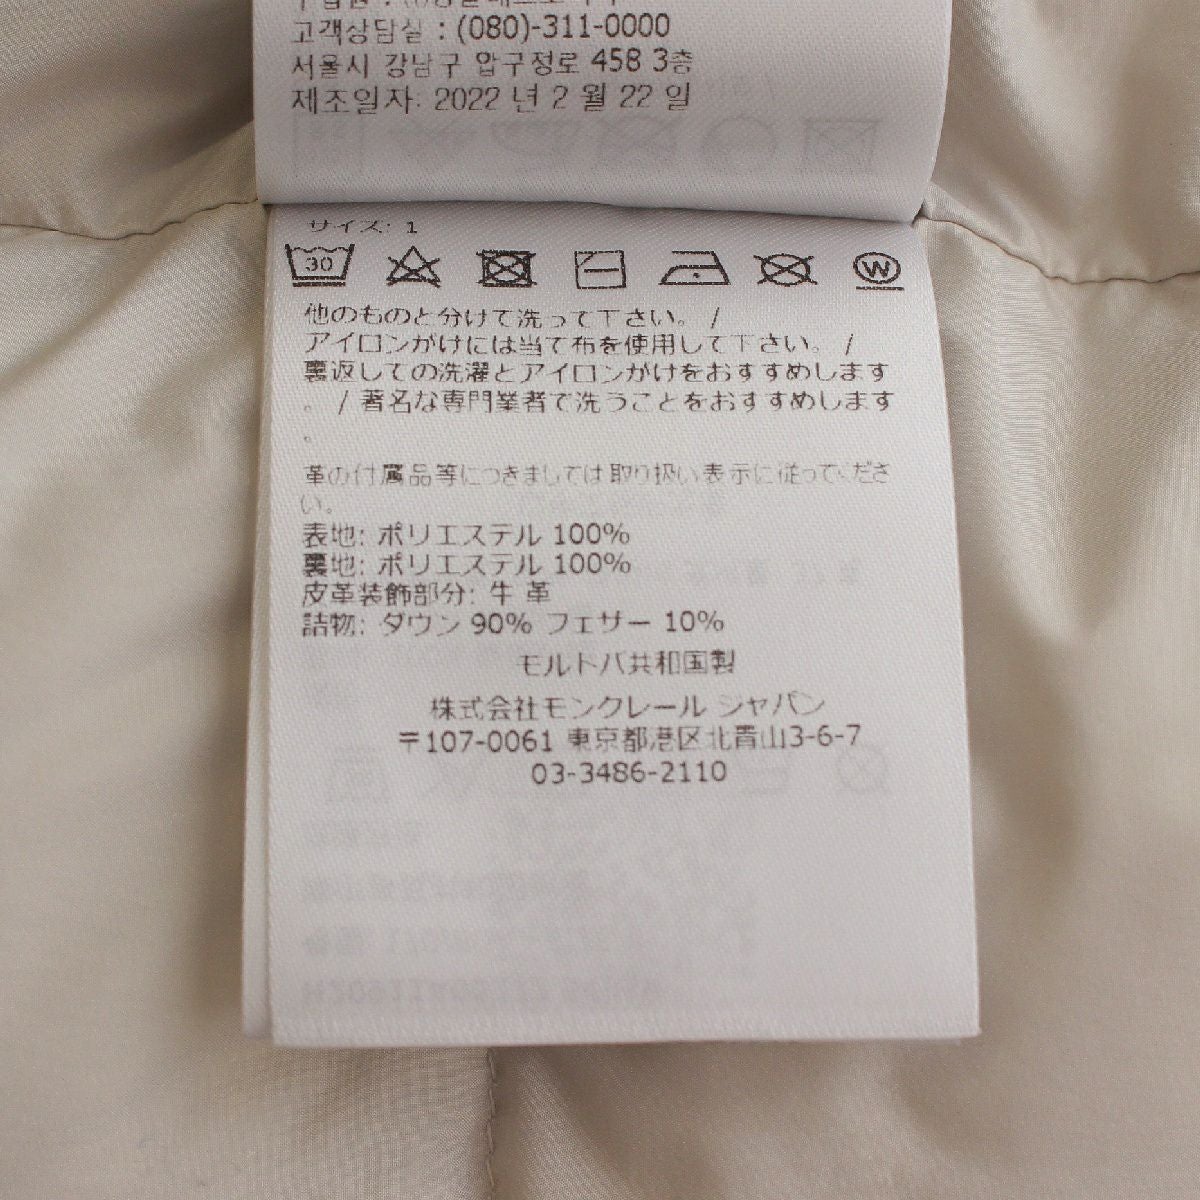 고객상담실 : (080)-311-0000
서울시 강남구 압구정로 458 3층
제조일자: 2022 년 2 월 22 일
サイズ: 1
30
W
他のものと分けて洗って下さい。 /
アイロンがけには当て布を使用して下さい。 /
裏返しての洗濯とアイロンがけをおすすめします
。 / 著名な専門業者で洗うことをおすすめします
。
革の付属品等につきましては取り扱い表示に従ってくださ
い。
表地: ポリエステル 100%
裏地: ポリエステル 100%
皮革装飾部分: 牛 革
詰物: ダウン 90% フェザー 10%
モルドバ共和国製
株式会社モンクレール ジャパン
〒107-0061 東京都港区北青山3-6-7
03-3486-2110